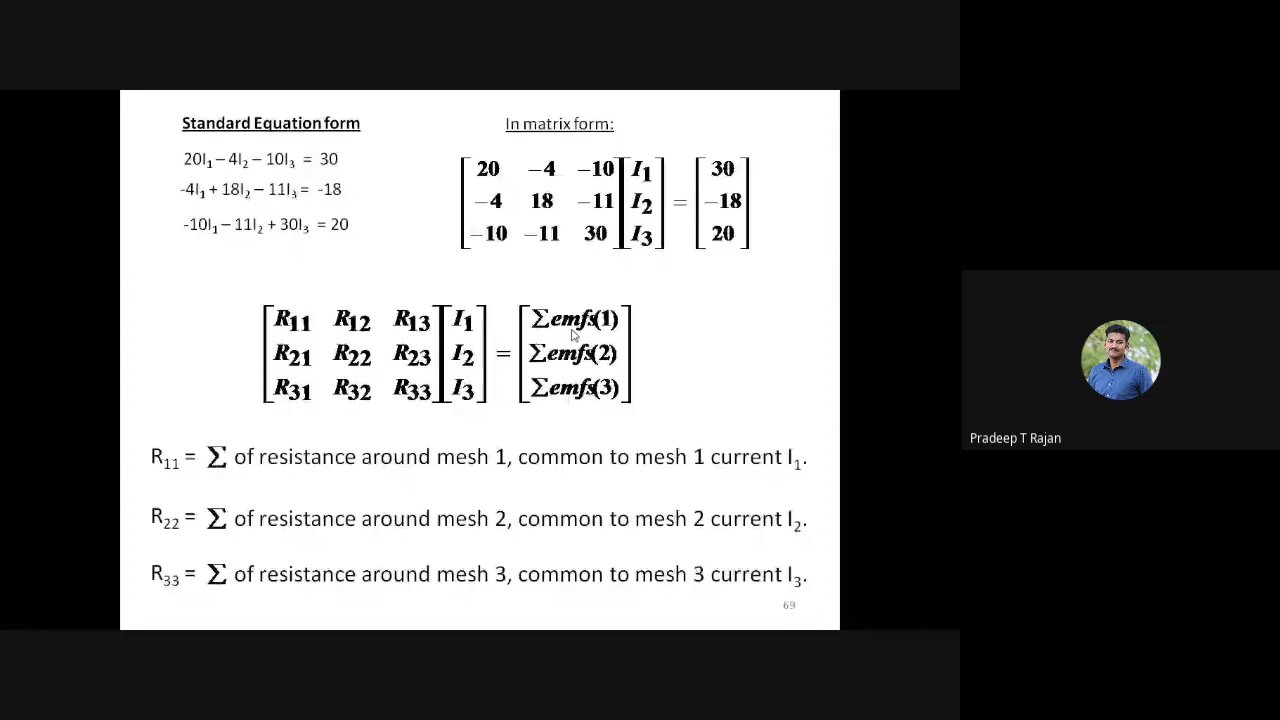 Standard Equation form
20I₁ – 4I₂ – 10I₃ = 30
-4I₁ + 18I₂ – 11I₃ = -18
-10I₁ – 11I₂ + 30I₃ = 20
In matrix form:
20 −4 −10 I₁ = 30
−4 18 −11 I₂ −18
−10 −11 30 I₃ 20
R₁₁ R₁₂ R₁₃ I₁ ∑emfs(1)
R₂₁ R₂₂ R₂₃ I₂ = ∑emfs(2)
R₃₁ R₃₂ R₃₃ I₃ ∑emfs(3)
R₁₁ = ∑ of resistance around mesh 1, common to mesh 1 current I₁.
R₂₂ = ∑ of resistance around mesh 2, common to mesh 2 current I₂.
R₃₃ = ∑ of resistance around mesh 3, common to mesh 3 current I₃.
69
Pradeep T Rajan